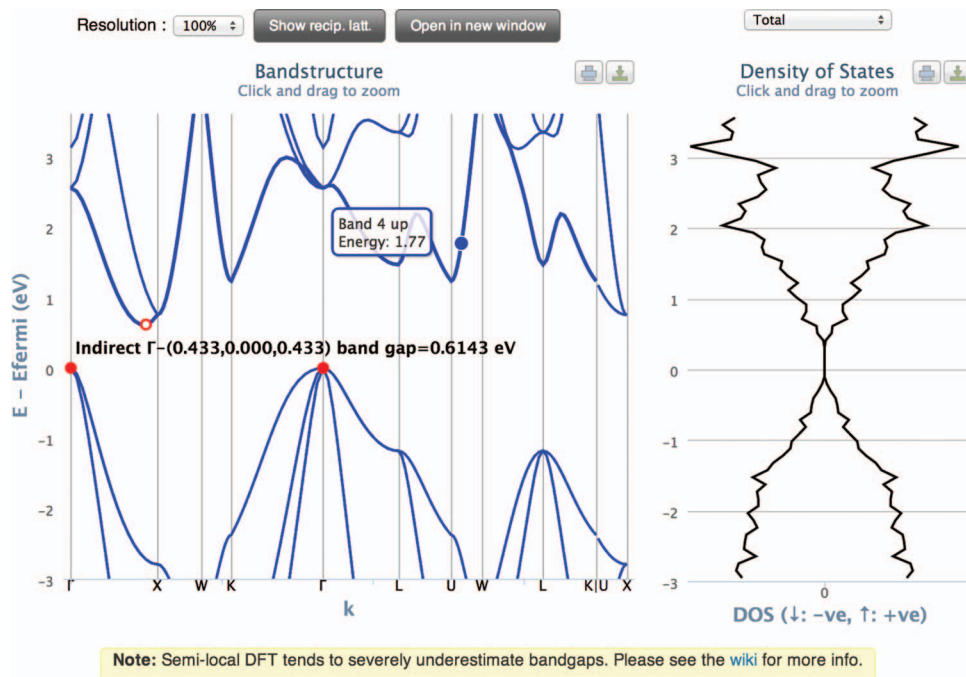 Resolution : 100%
Show recip. latt.
Open in new window
Total
Bandstructure
Click and drag to zoom
Density of States
Click and drag to zoom
E - Efermi (eV)
3
2
1
0
-1
-2
-3
Band 4 up
Energy: 1.77
Indirect Γ-(0.433,0.000,0.433) band gap=0.6143 eV
Γ X W K Γ L U W L K|U X
k
3
2
1
0
-1
-2
-3
0
DOS (↓: -ve, ↑: +ve)
Note: Semi-local DFT tends to severely underestimate bandgaps. Please see the wiki for more info.